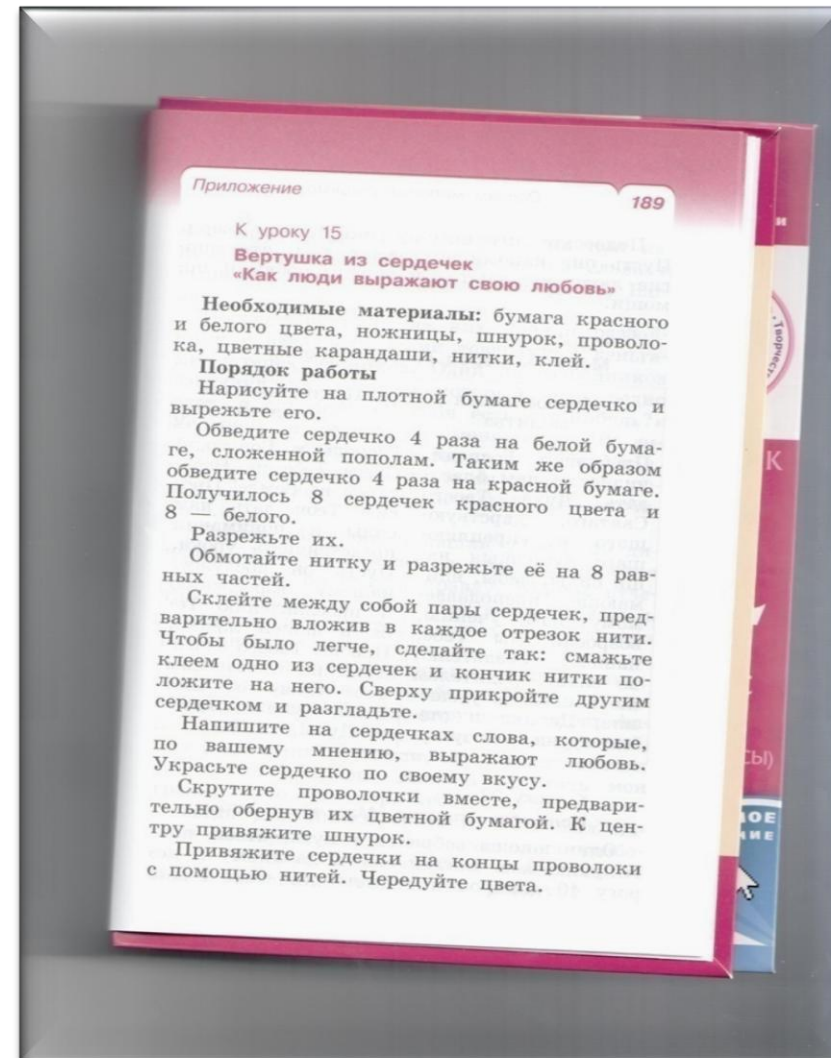 Приложение
189
К уроку 15
Вертушка из сердечек
«Как люди выражают свою любовь»
Необходимые материалы: бумага красного
и белого цвета, ножницы, шнурок, проволо-
ка, цветные карандаши, нитки, клей.
Порядок работы
Нарисуйте на плотной бумаге сердечко и
вырежьте его.
Обведите сердечко 4 раза на белой бума-
ге, сложенной пополам. Таким же образом
обведите сердечко 4 раза на красной бумаге.
Получилось 8 сердечек красного цвета и
8 — белого.
Разрежьте их.
Обмотайте нитку и разрежьте её на 8 рав-
ных частей.
Склейте между собой пары сердечек, пред-
варительно вложив в каждое отрезок нити.
Чтобы было легче, сделайте так: смажьте
клеем одно из сердечек и кончик нитки по-
ложите на него. Сверху прикройте другим
сердечком и разгладьте.
Напишите на сердечках слова, которые,
по вашему мнению, выражают любовь.
Украсьте сердечко по своему вкусу.
Скрутите проволочки вместе, предвари-
тельно обернув их цветной бумагой. К цен-
тру привяжите шнурок.
Привяжите сердечки на концы проволоки
с помощью нитей. Чередуйте цвета.